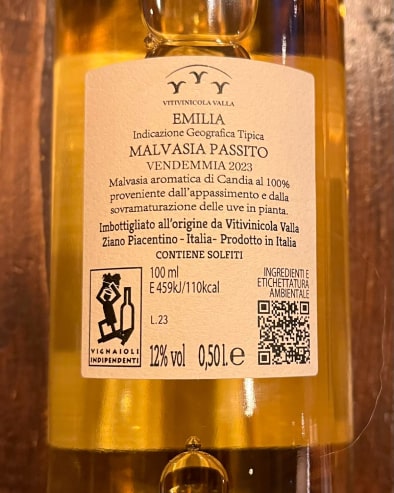 VITIVINICOLA VALLA
EMILIA
Indicazione Geografica Tipica
MALVASIA PASSITO
VENDEMMIA 2023
Malvasia aromatica di Candia al 100%
proveniente dall'appassimento e dalla
sovramaturazione delle uve in pianta.
Imbottigliato all'origine da Vitivinicola Valla
Ziano Piacentino - Italia- Prodotto in Italia
CONTIENE SOLFITI
100 ml
E 459kJ/110kcal
L.23
12% vol 0,50 l. e
VIGNAIOLI
INDIPENDENTI
INGREDIENTI E
ETICHETTATURA
AMBIENTALE